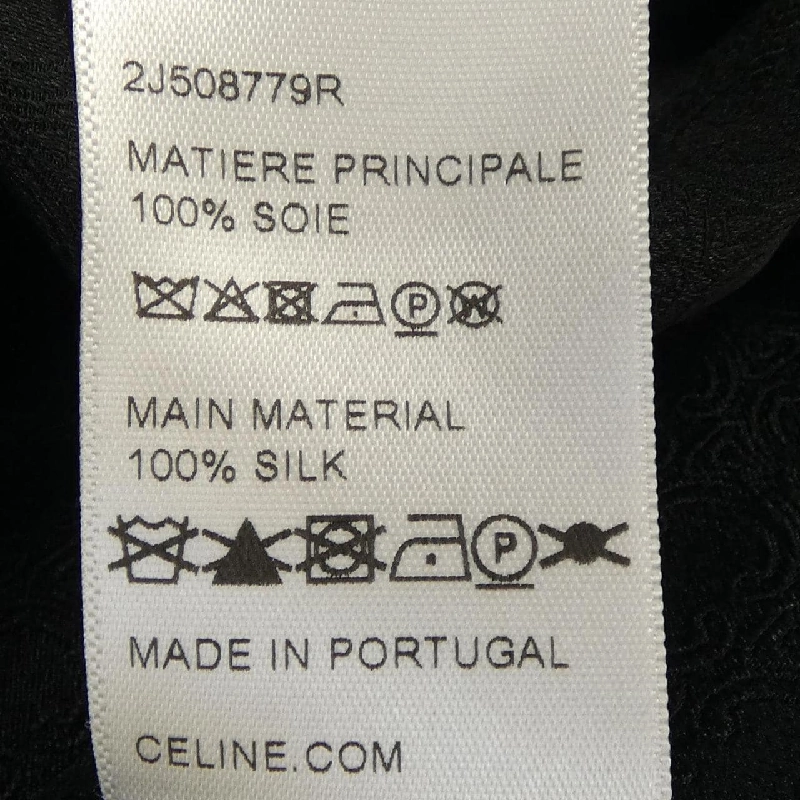 2J508779R
MATIERE PRINCIPALE
100% SOIE
P W
MAIN MATERIAL
100% SILK
P
MADE IN PORTUGAL
CELINE.COM